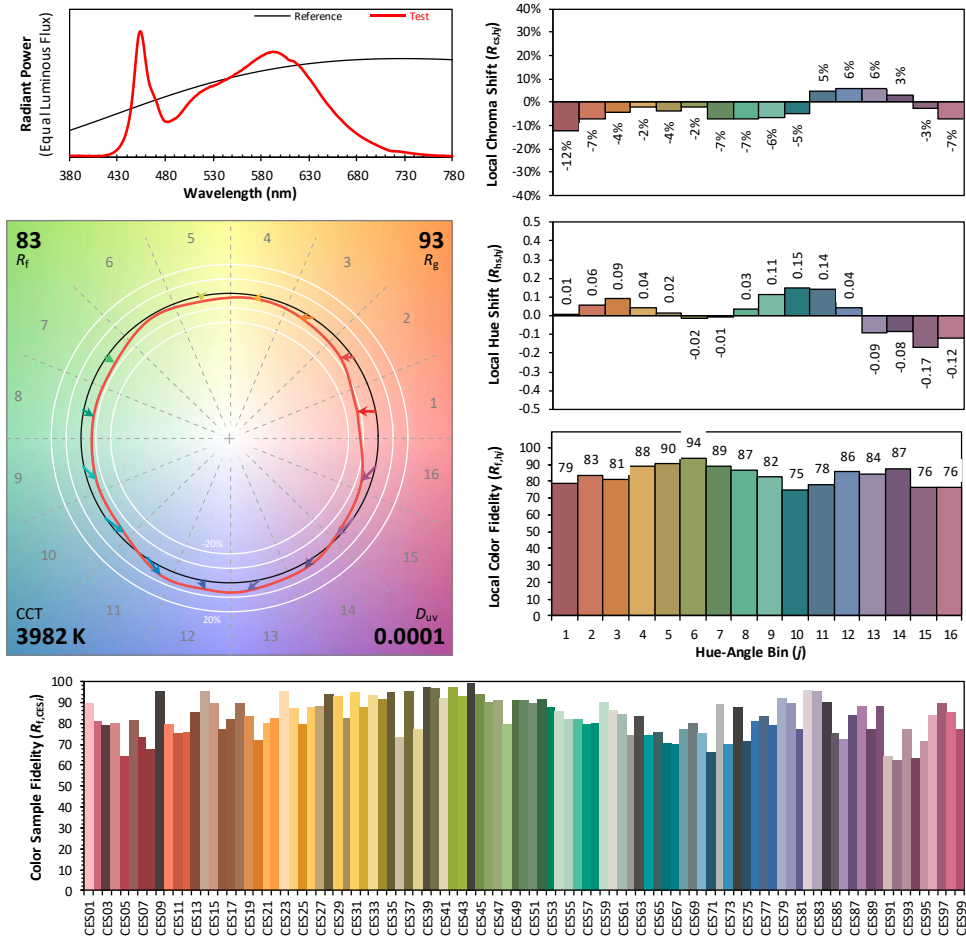 Reference Test
Radiant Power
(Equal Luminous Flux)
380 430 480 530 580 630 680 730 780
Wavelength (nm)
Local Chroma Shift (Rcs,hj)
40%
30%
20%
10%
0%
-10%
-20%
-30%
-40%
-12% -7% -4% -2% -4% -2% -7% -7% -6% -5% 5% 6% 6% 3% -3% -7%
83
Rf
93
Rg
1 2 3 4 5 6 7 8 9 10 11 12 13 14 15 16
-20%
20%
CCT
3982 K
Duv
0.0001
Local Hue Shift (Rhs,hj)
0.5
0.4
0.3
0.2
0.1
0.0
-0.1
-0.2
-0.3
-0.4
-0.5
0.01 0.06 0.09 0.04 0.02 -0.02 -0.01 0.03 0.11 0.15 0.14 0.04 -0.09 -0.08 -0.17 -0.12
Local Color Fidelity (Rf,hj)
100
90
80
70
60
50
40
30
20
10
0
79 83 81 88 90 94 89 87 82 75 78 86 84 87 76 76
1 2 3 4 5 6 7 8 9 10 11 12 13 14 15 16
Hue-Angle Bin (j)
Color Sample Fidelity (Rf,CESi)
100
90
80
70
60
50
40
30
20
10
0
CES01 CES03 CES05 CES07 CES09 CES11 CES13 CES15 CES17 CES19 CES21 CES23 CES25 CES27 CES29 CES31 CES33 CES35 CES37 CES39 CES41 CES43 CES45 CES47 CES49 CES51 CES53 CES55 CES57 CES59 CES61 CES63 CES65 CES67 CES69 CES71 CES73 CES75 CES77 CES79 CES81 CES83 CES85 CES87 CES89 CES91 CES93 CES95 CES97 CES99